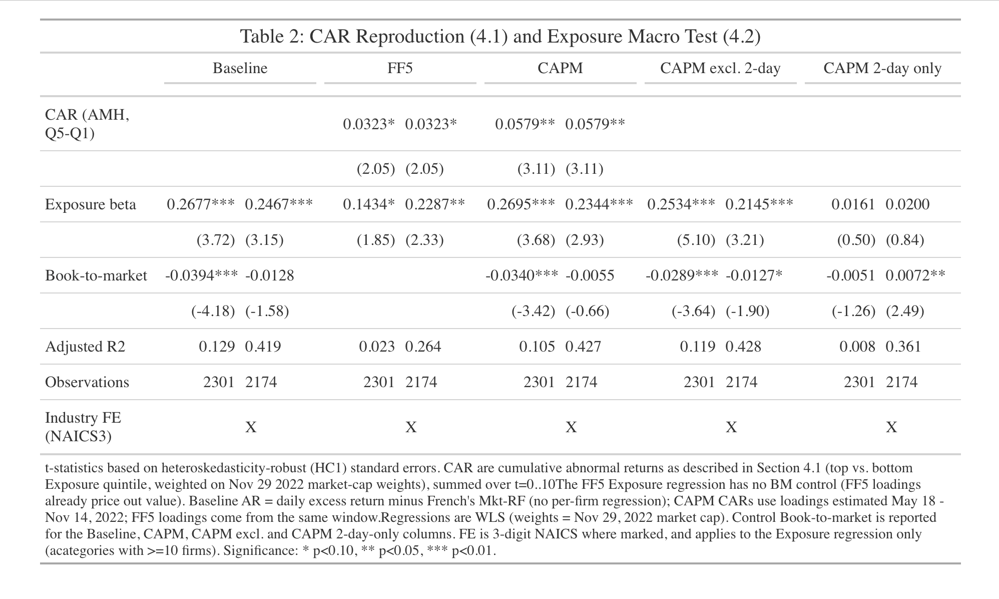 Table 2: CAR Reproduction (4.1) and Exposure Macro Test (4.2)
Baseline FF5 CAPM CAPM excl. 2-day CAPM 2-day only
CAR (AMH,
Q5-Q1) 0.0323* 0.0323* 0.0579** 0.0579**
(2.05) (2.05) (3.11) (3.11)
Exposure beta 0.2677*** 0.2467*** 0.1434* 0.2287** 0.2695*** 0.2344*** 0.2534*** 0.2145*** 0.0161 0.0200
(3.72) (3.15) (1.85) (2.33) (3.68) (2.93) (5.10) (3.21) (0.50) (0.84)
Book-to-market -0.0394*** -0.0128 -0.0340*** -0.0055 -0.0289*** -0.0127* -0.0051 0.0072**
(-4.18) (-1.58) (-3.42) (-0.66) (-3.64) (-1.90) (-1.26) (2.49)
Adjusted R2 0.129 0.419 0.023 0.264 0.105 0.427 0.119 0.428 0.008 0.361
Observations 2301 2174 2301 2174 2301 2174 2301 2174 2301 2174
Industry FE
(NAICS3) X X X X X
t-statistics based on heteroskedasticity-robust (HC1) standard errors. CAR are cumulative abnormal returns as described in Section 4.1 (top vs. bottom
Exposure quintile, weighted on Nov 29 2022 market-cap weights), summed over t=0..10The FF5 Exposure regression has no BM control (FF5 loadings
already price out value). Baseline AR = daily excess return minus French's Mkt-RF (no per-firm regression); CAPM CARs use loadings estimated May 18 -
Nov 14, 2022; FF5 loadings come from the same window.Regressions are WLS (weights = Nov 29, 2022 market cap). Control Book-to-market is reported
for the Baseline, CAPM, CAPM excl. and CAPM 2-day-only columns. FE is 3-digit NAICS where marked, and applies to the Exposure regression only
(acategories with >=10 firms). Significance: * p<0.10, ** p<0.05, *** p<0.01.